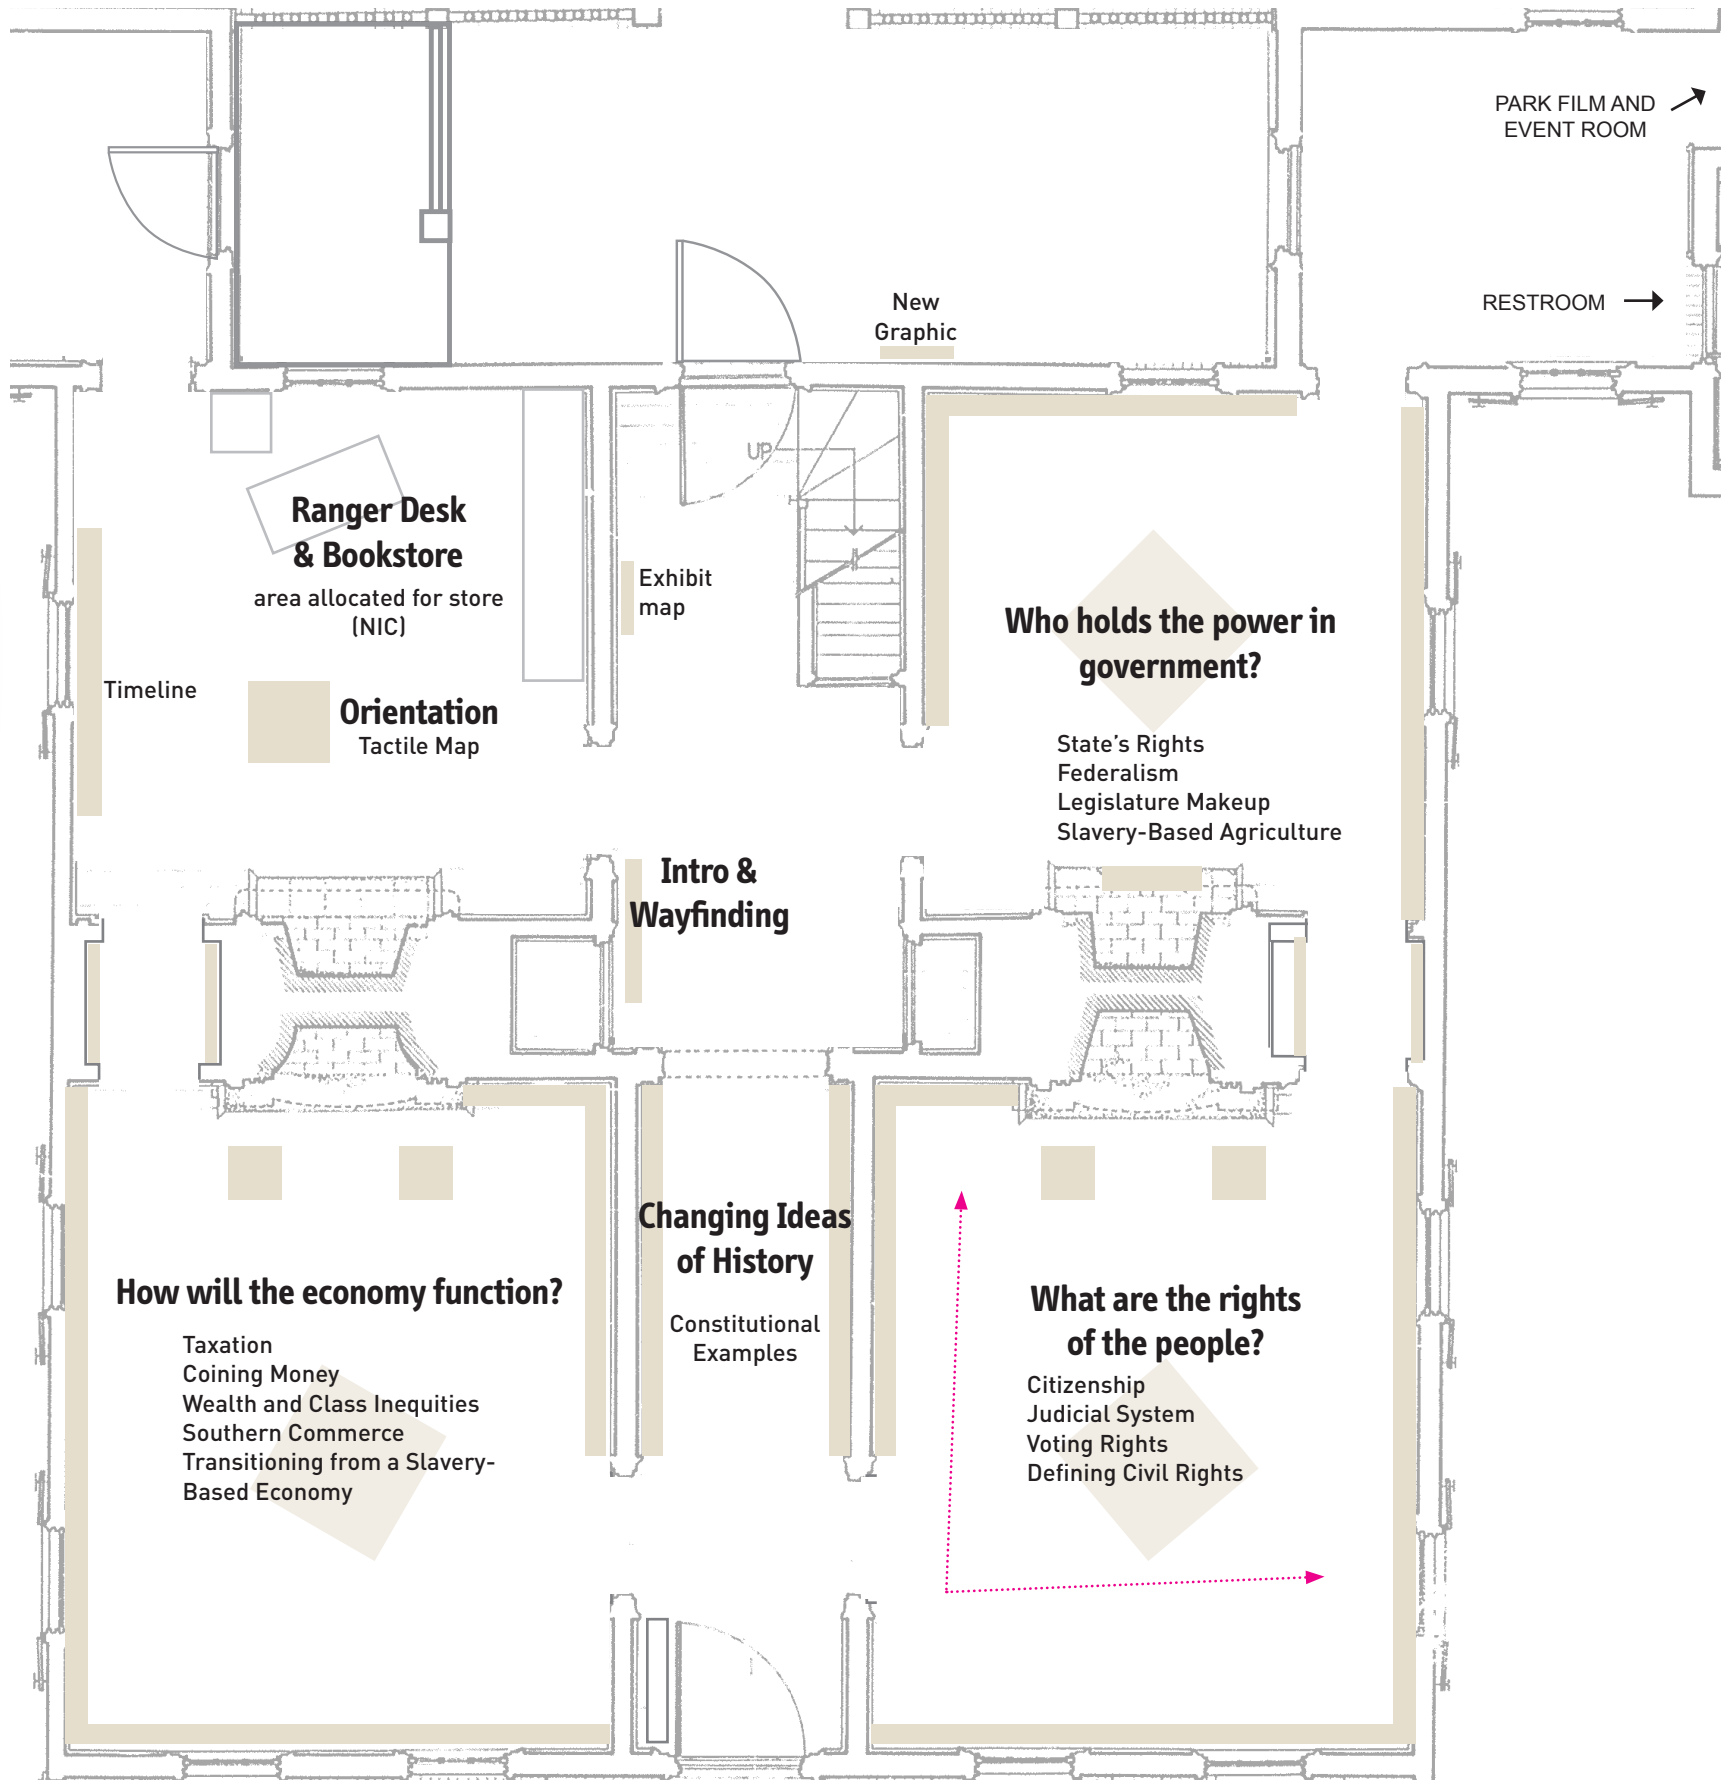 PARK FILM AND
EVENT ROOM
RESTROOM
New
Graphic
UP
Ranger Desk
& Bookstore
area allocated for store
(NIC)
Exhibit
map
Timeline
Orientation
Tactile Map
Who holds the power in
government?
State’s Rights
Federalism
Legislature Makeup
Slavery-Based Agriculture
Intro &
Wayfinding
Changing Ideas
of History
Constitutional
Examples
How will the economy function?
Taxation
Coining Money
Wealth and Class Inequities
Southern Commerce
Transitioning from a Slavery-
Based Economy
What are the rights
of the people?
Citizenship
Judicial System
Voting Rights
Defining Civil Rights